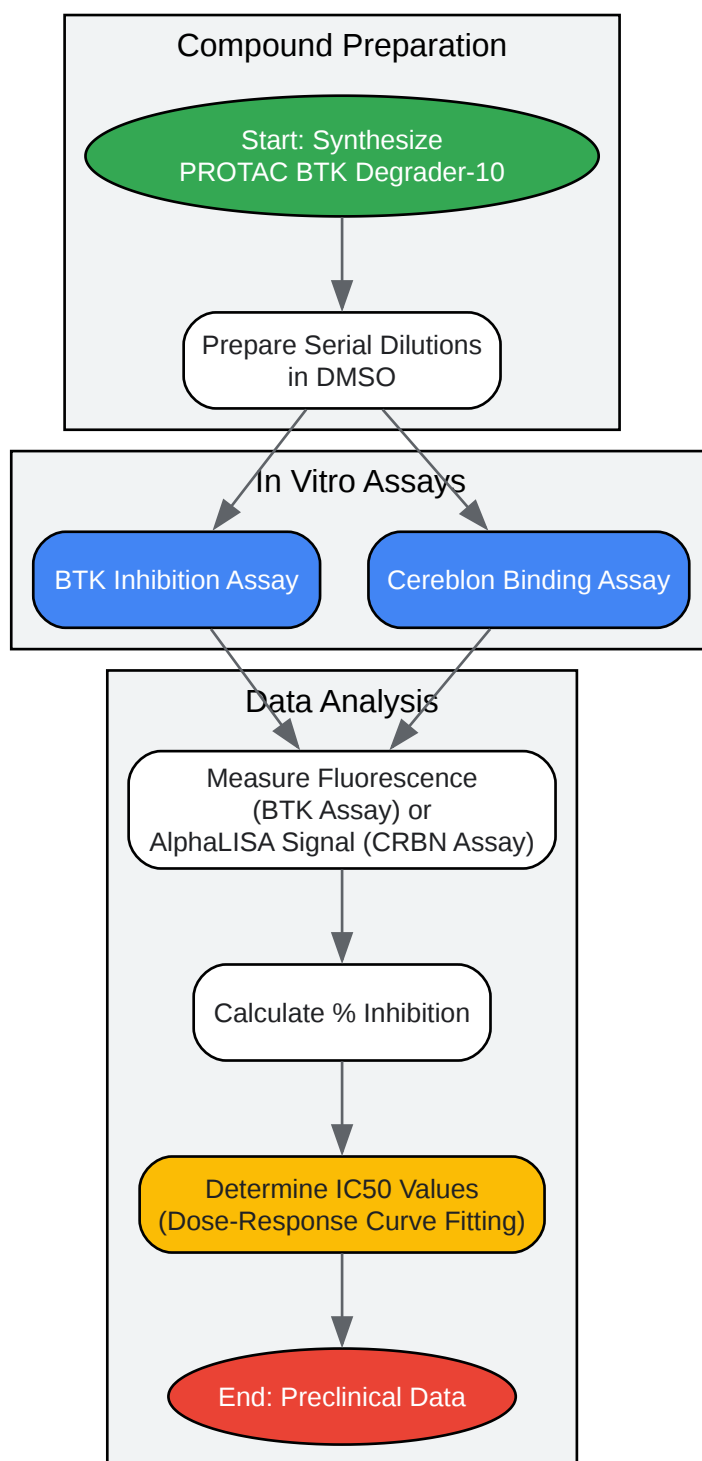 Compound Preparation
Start: Synthesize
PROTAC BTK Degrader-10
Prepare Serial Dilutions
in DMSO
In Vitro Assays
BTK Inhibition Assay
Cereblon Binding Assay
Data Analysis
Measure Fluorescence
(BTK Assay) or
AlphaLISA Signal (CRBN Assay)
Calculate % Inhibition
Determine IC50 Values
(Dose-Response Curve Fitting)
End: Preclinical Data